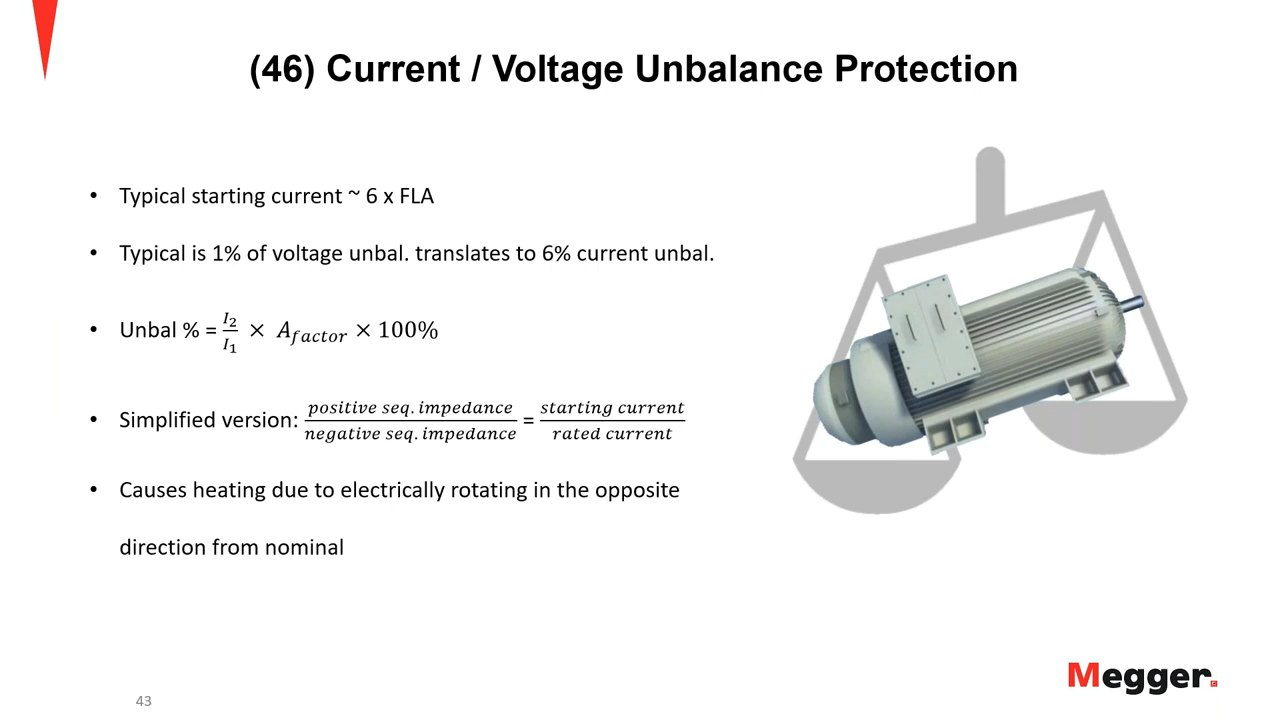 (46) Current / Voltage Unbalance Protection
• Typical starting current ~ 6 x FLA
• Typical is 1% of voltage unbal. translates to 6% current unbal.
• Unbal % = I₂/I₁ × A_factor × 100%
• Simplified version: positive seq. impedance/negative seq. impedance = starting current/rated current
• Causes heating due to electrically rotating in the opposite
direction from nominal
Megger.
43